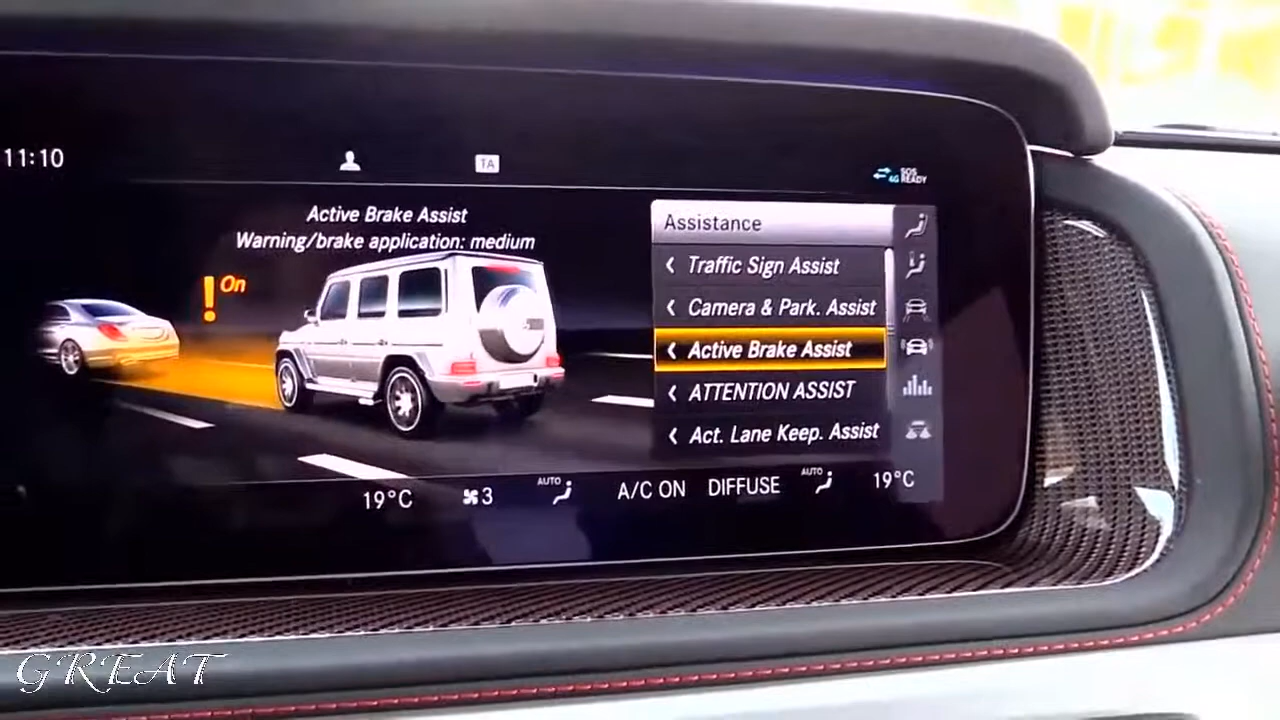 11:10
TA
4G
SOS
READY
Active Brake Assist
Warning/brake application: medium
On
Assistance
Traffic Sign Assist
Camera & Park. Assist
Active Brake Assist
ATTENTION ASSIST
Act. Lane Keep. Assist
19°C
3
AUTO
A/C ON
DIFFUSE
AUTO
19°C
GREAT